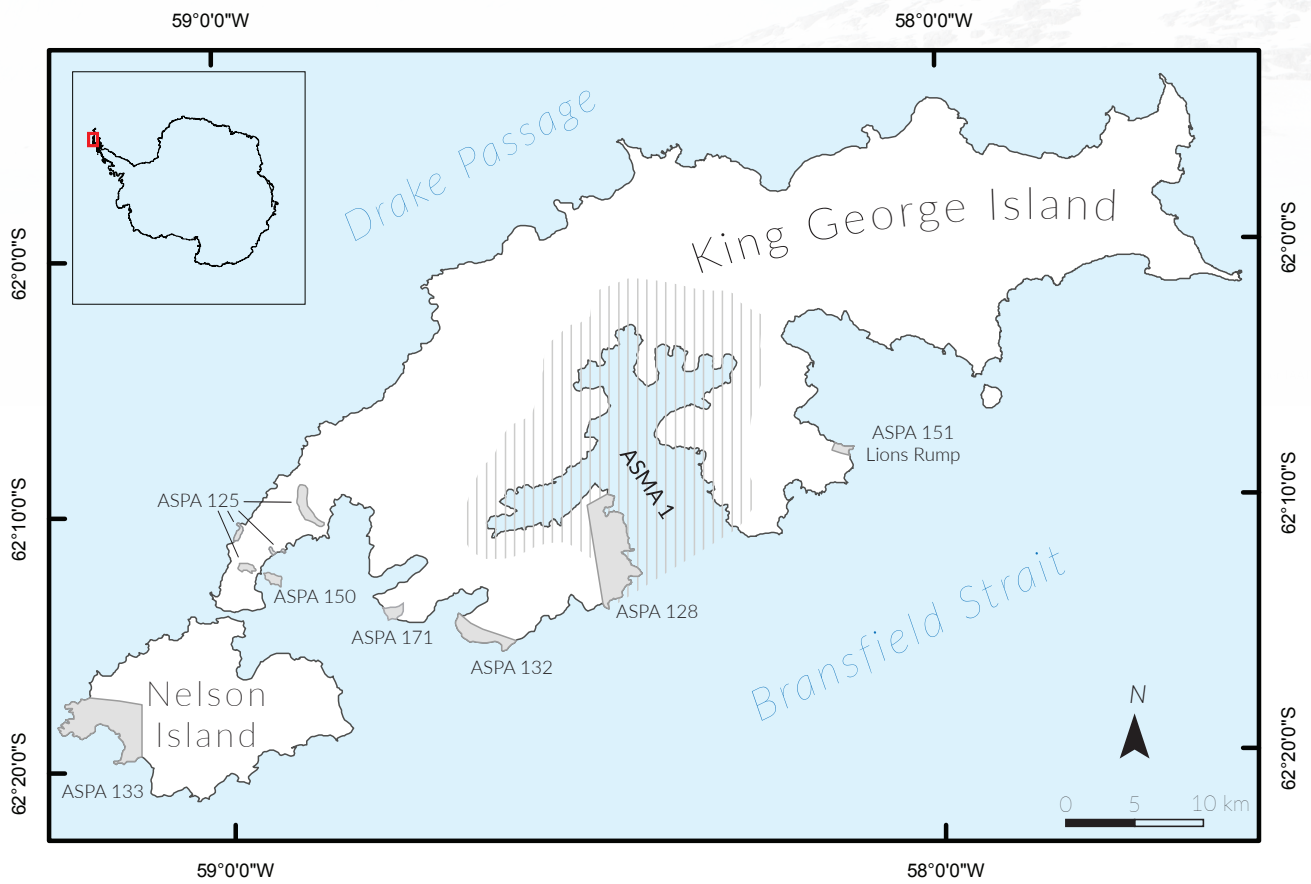 59°0'0"W
58°0'0"W
Drake Passage
King George Island
62°0'0"S
62°0'0"S
ASPA 151
Lions Rump
ASMA 1
ASPA 125
62°10'0"S
62°10'0"S
ASPA 150
ASPA 128
ASPA 171
ASPA 132
Bransfield Strait
Nelson
Island
N
62°20'0"S
62°20'0"S
ASPA 133
0 5 10 km
59°0'0"W
58°0'0"W